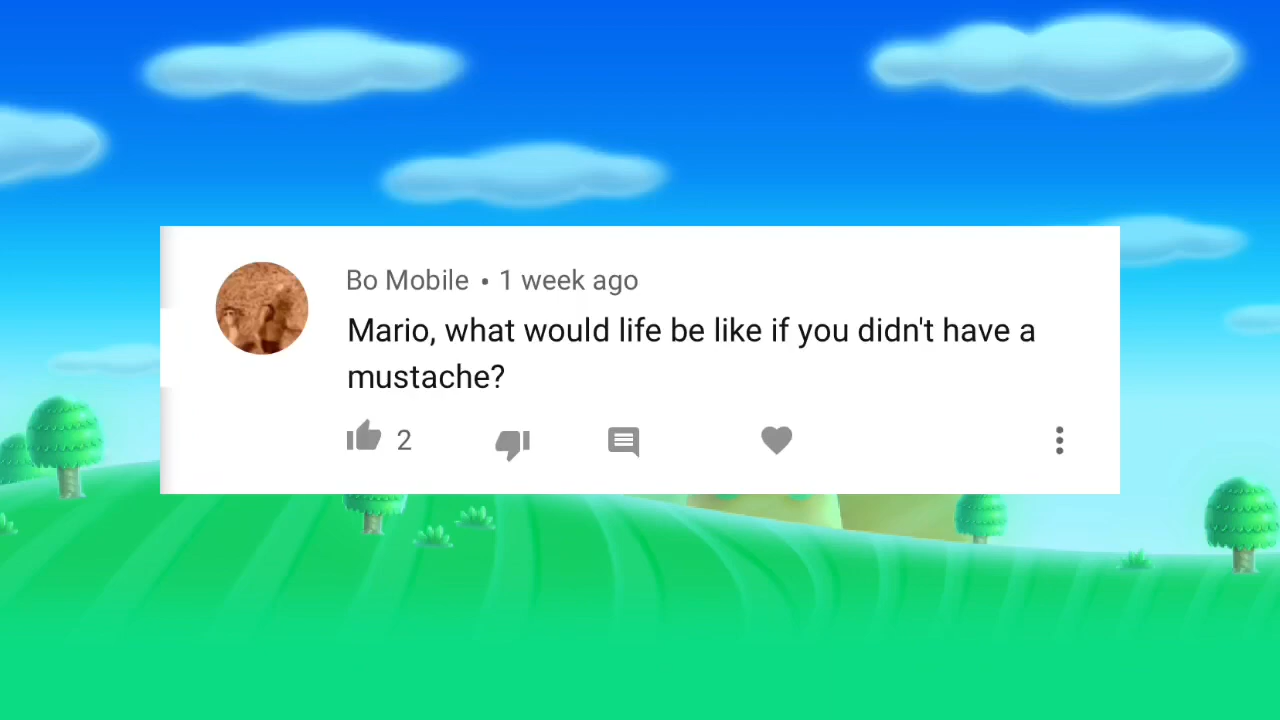 Bo Mobile • 1 week ago
Mario, what would life be like if you didn't have a
mustache?
2